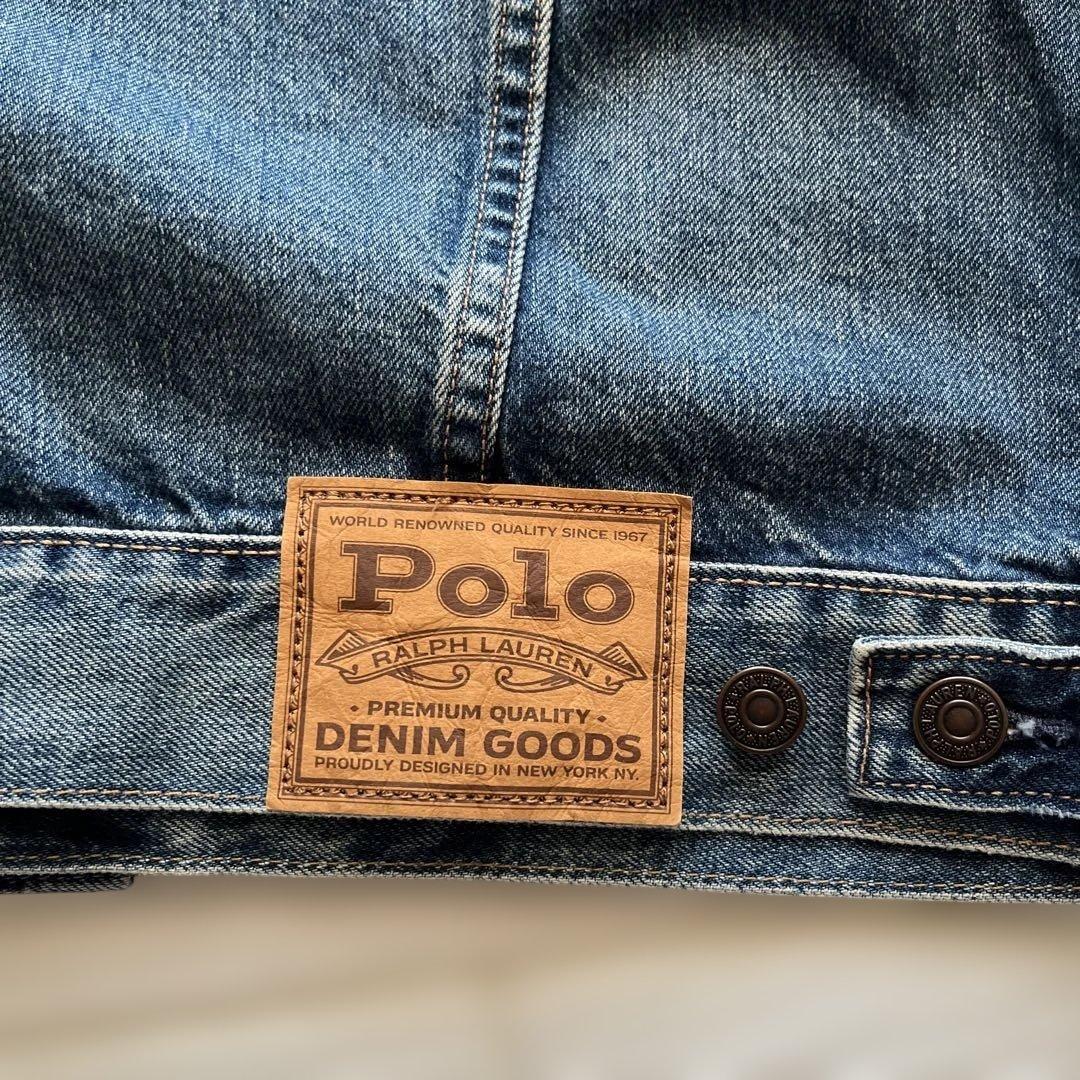 WORLD RENOWNED QUALITY SINCE 1967
Polo
RALPH LAUREN
• PREMIUM QUALITY •
DENIM GOODS
PROUDLY DESIGNED IN NEW YORK NY.